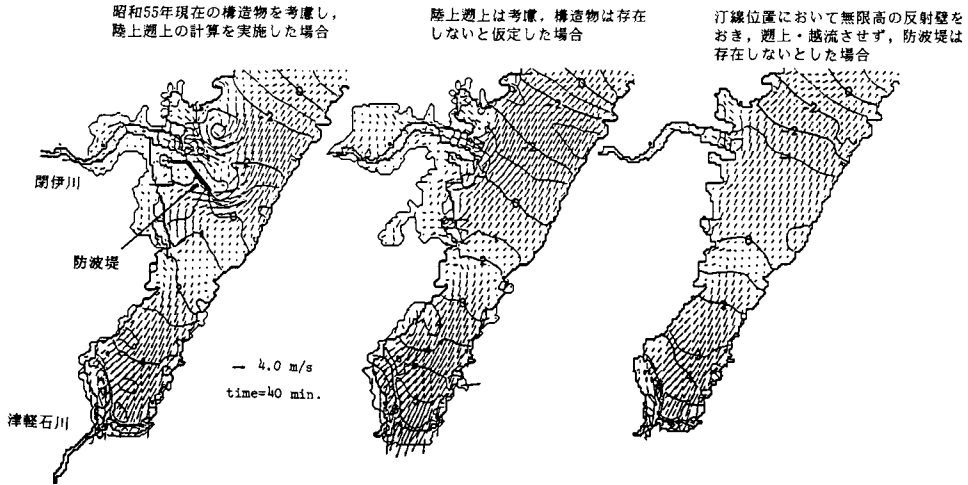 昭和55年現在の構造物を考慮し，
陸上遡上の計算を実施した場合
陸上遡上は考慮，構造物は存在
しないと仮定した場合
汀線位置において無限高の反射壁を
おき，遡上・越流させず，防波堤は
存在しないとした場合
閉伊川
防波堤
→ 4.0 m/s
time=40 min.
津軽石川